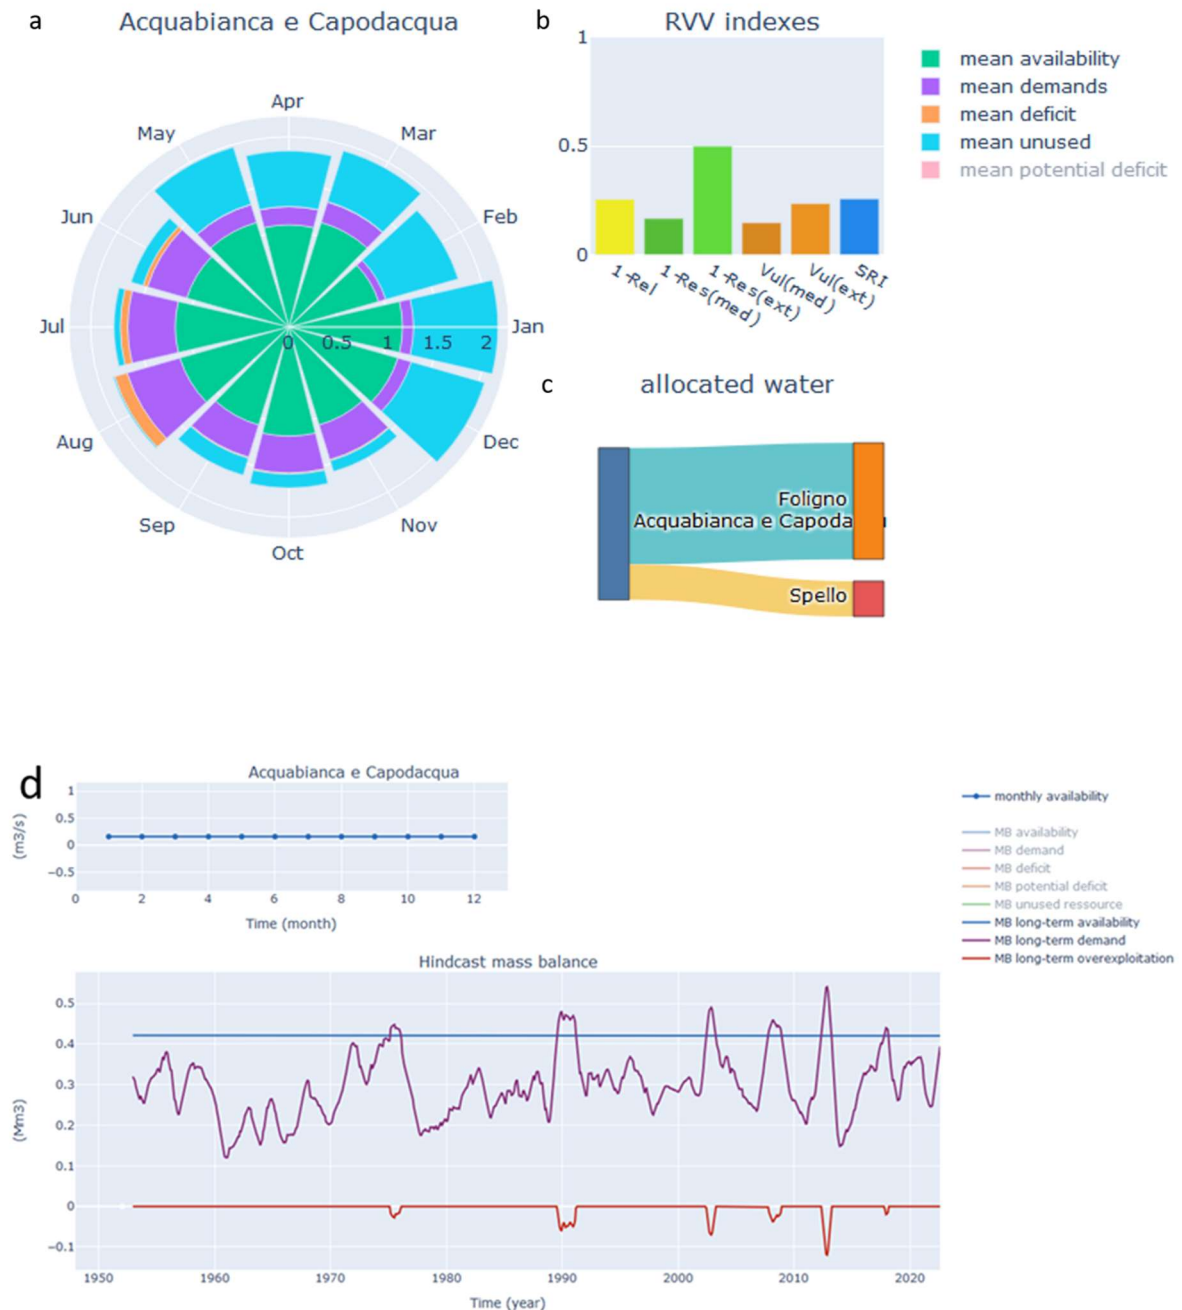 a
Acquabianca e Capodacqua
Apr
May
Mar
Jun
Feb
Jul
0 0.5 1 1.5 2
Jan
Aug
Dec
Sep
Nov
Oct
b
RVV indexes
1
0.5
0
1-Rel
1-Res(med)
1-Res(ext)
Vul(med)
Vul(ext)
SRI
mean availability
mean demands
mean deficit
mean unused
mean potential deficit
c
allocated water
Foligno
Acquabianca e Capoda
Spello
d
Acquabianca e Capodacqua
(m3/s)
1
0.5
0
−0.5
0 2 4 6 8 10 12
Time (month)
monthly availability
MB availability
MB demand
MB deficit
MB potential deficit
MB unused ressource
MB long-term availability
MB long-term demand
MB long-term overexploitation
Hindcast mass balance
(Mm3)
0.5
0.4
0.3
0.2
0.1
0
−0.1
1950 1960 1970 1980 1990 2000 2010 2020
Time (year)